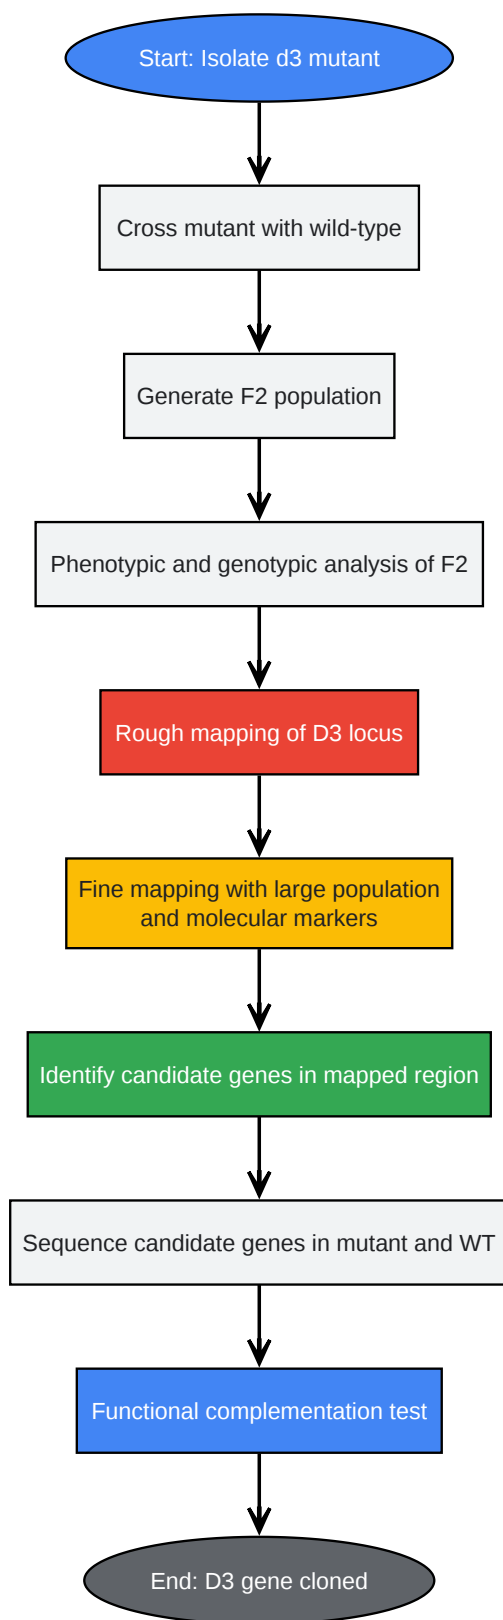 Start: Isolate d3 mutant
Cross mutant with wild-type
Generate F2 population
Phenotypic and genotypic analysis of F2
Rough mapping of D3 locus
Fine mapping with large population
and molecular markers
Identify candidate genes in mapped region
Sequence candidate genes in mutant and WT
Functional complementation test
End: D3 gene cloned